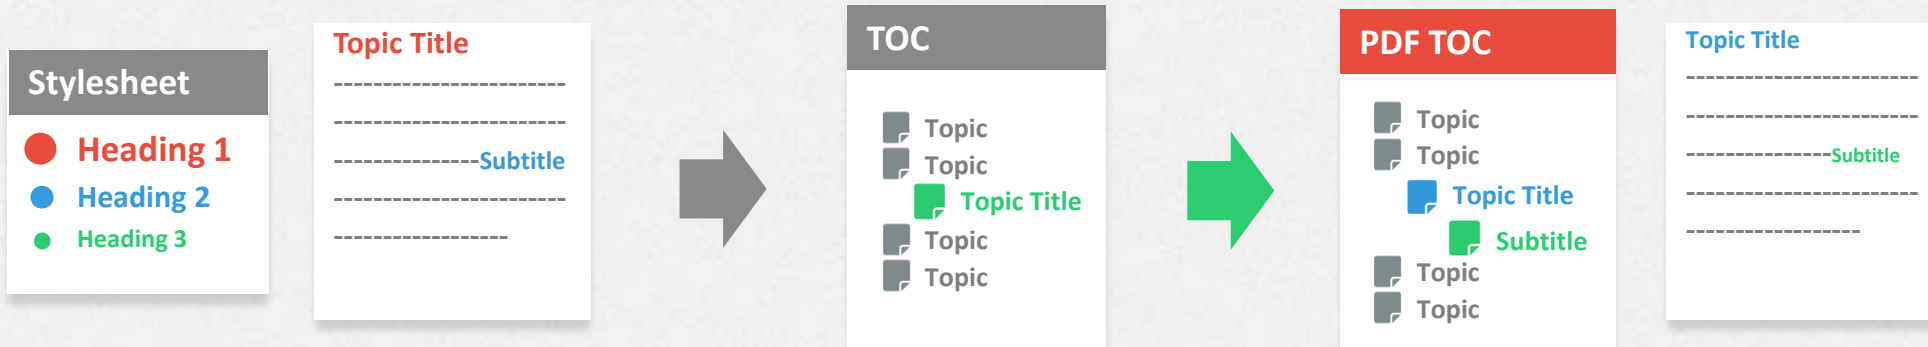 Stylesheet
Heading 1
Heading 2
Heading 3
Topic Title
------------------------
------------------------
---------------Subtitle
------------------------
------------------
TOC
Topic
Topic
Topic Title
Topic
Topic
PDF TOC
Topic
Topic
Topic Title
Subtitle
Topic
Topic
Topic Title
------------------------
------------------------
---------------Subtitle
------------------------
------------------